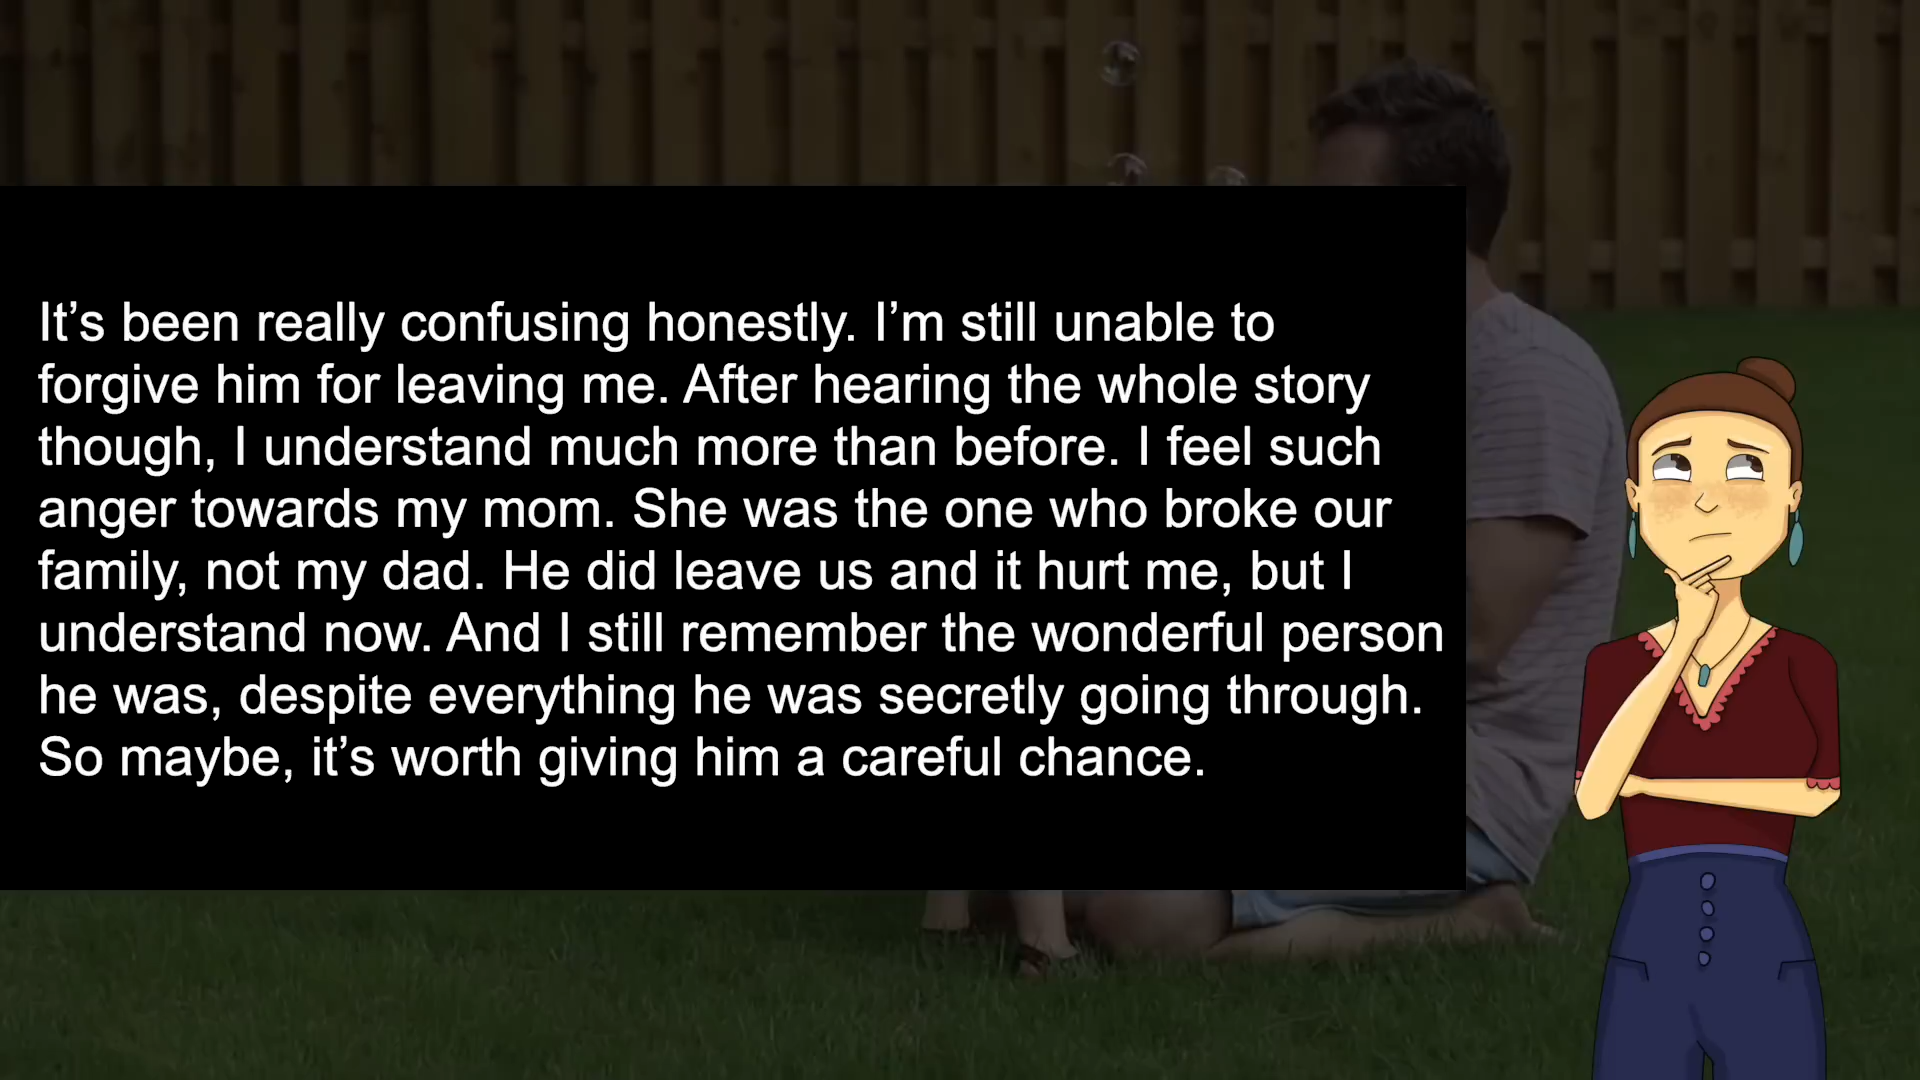 It’s been really confusing honestly. I’m still unable to
forgive him for leaving me. After hearing the whole story
though, I understand much more than before. I feel such
anger towards my mom. She was the one who broke our
family, not my dad. He did leave us and it hurt me, but I
understand now. And I still remember the wonderful person
he was, despite everything he was secretly going through.
So maybe, it’s worth giving him a careful chance.